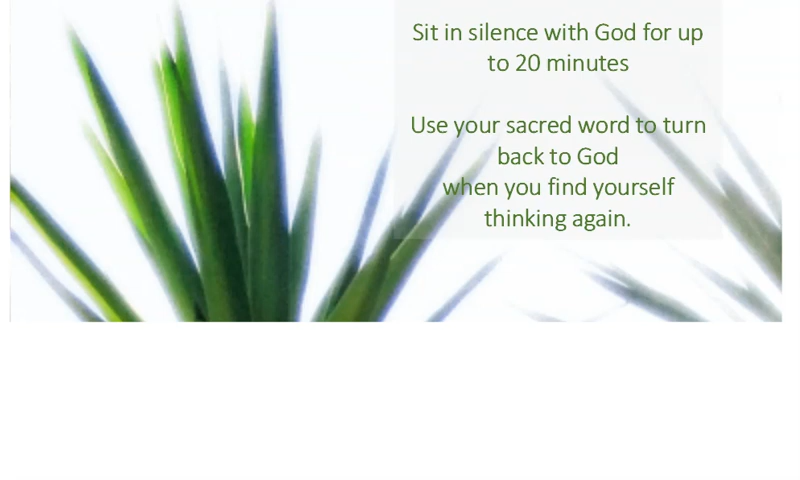 Sit in silence with God for up
to 20 minutes
Use your sacred word to turn
back to God
when you find yourself
thinking again.